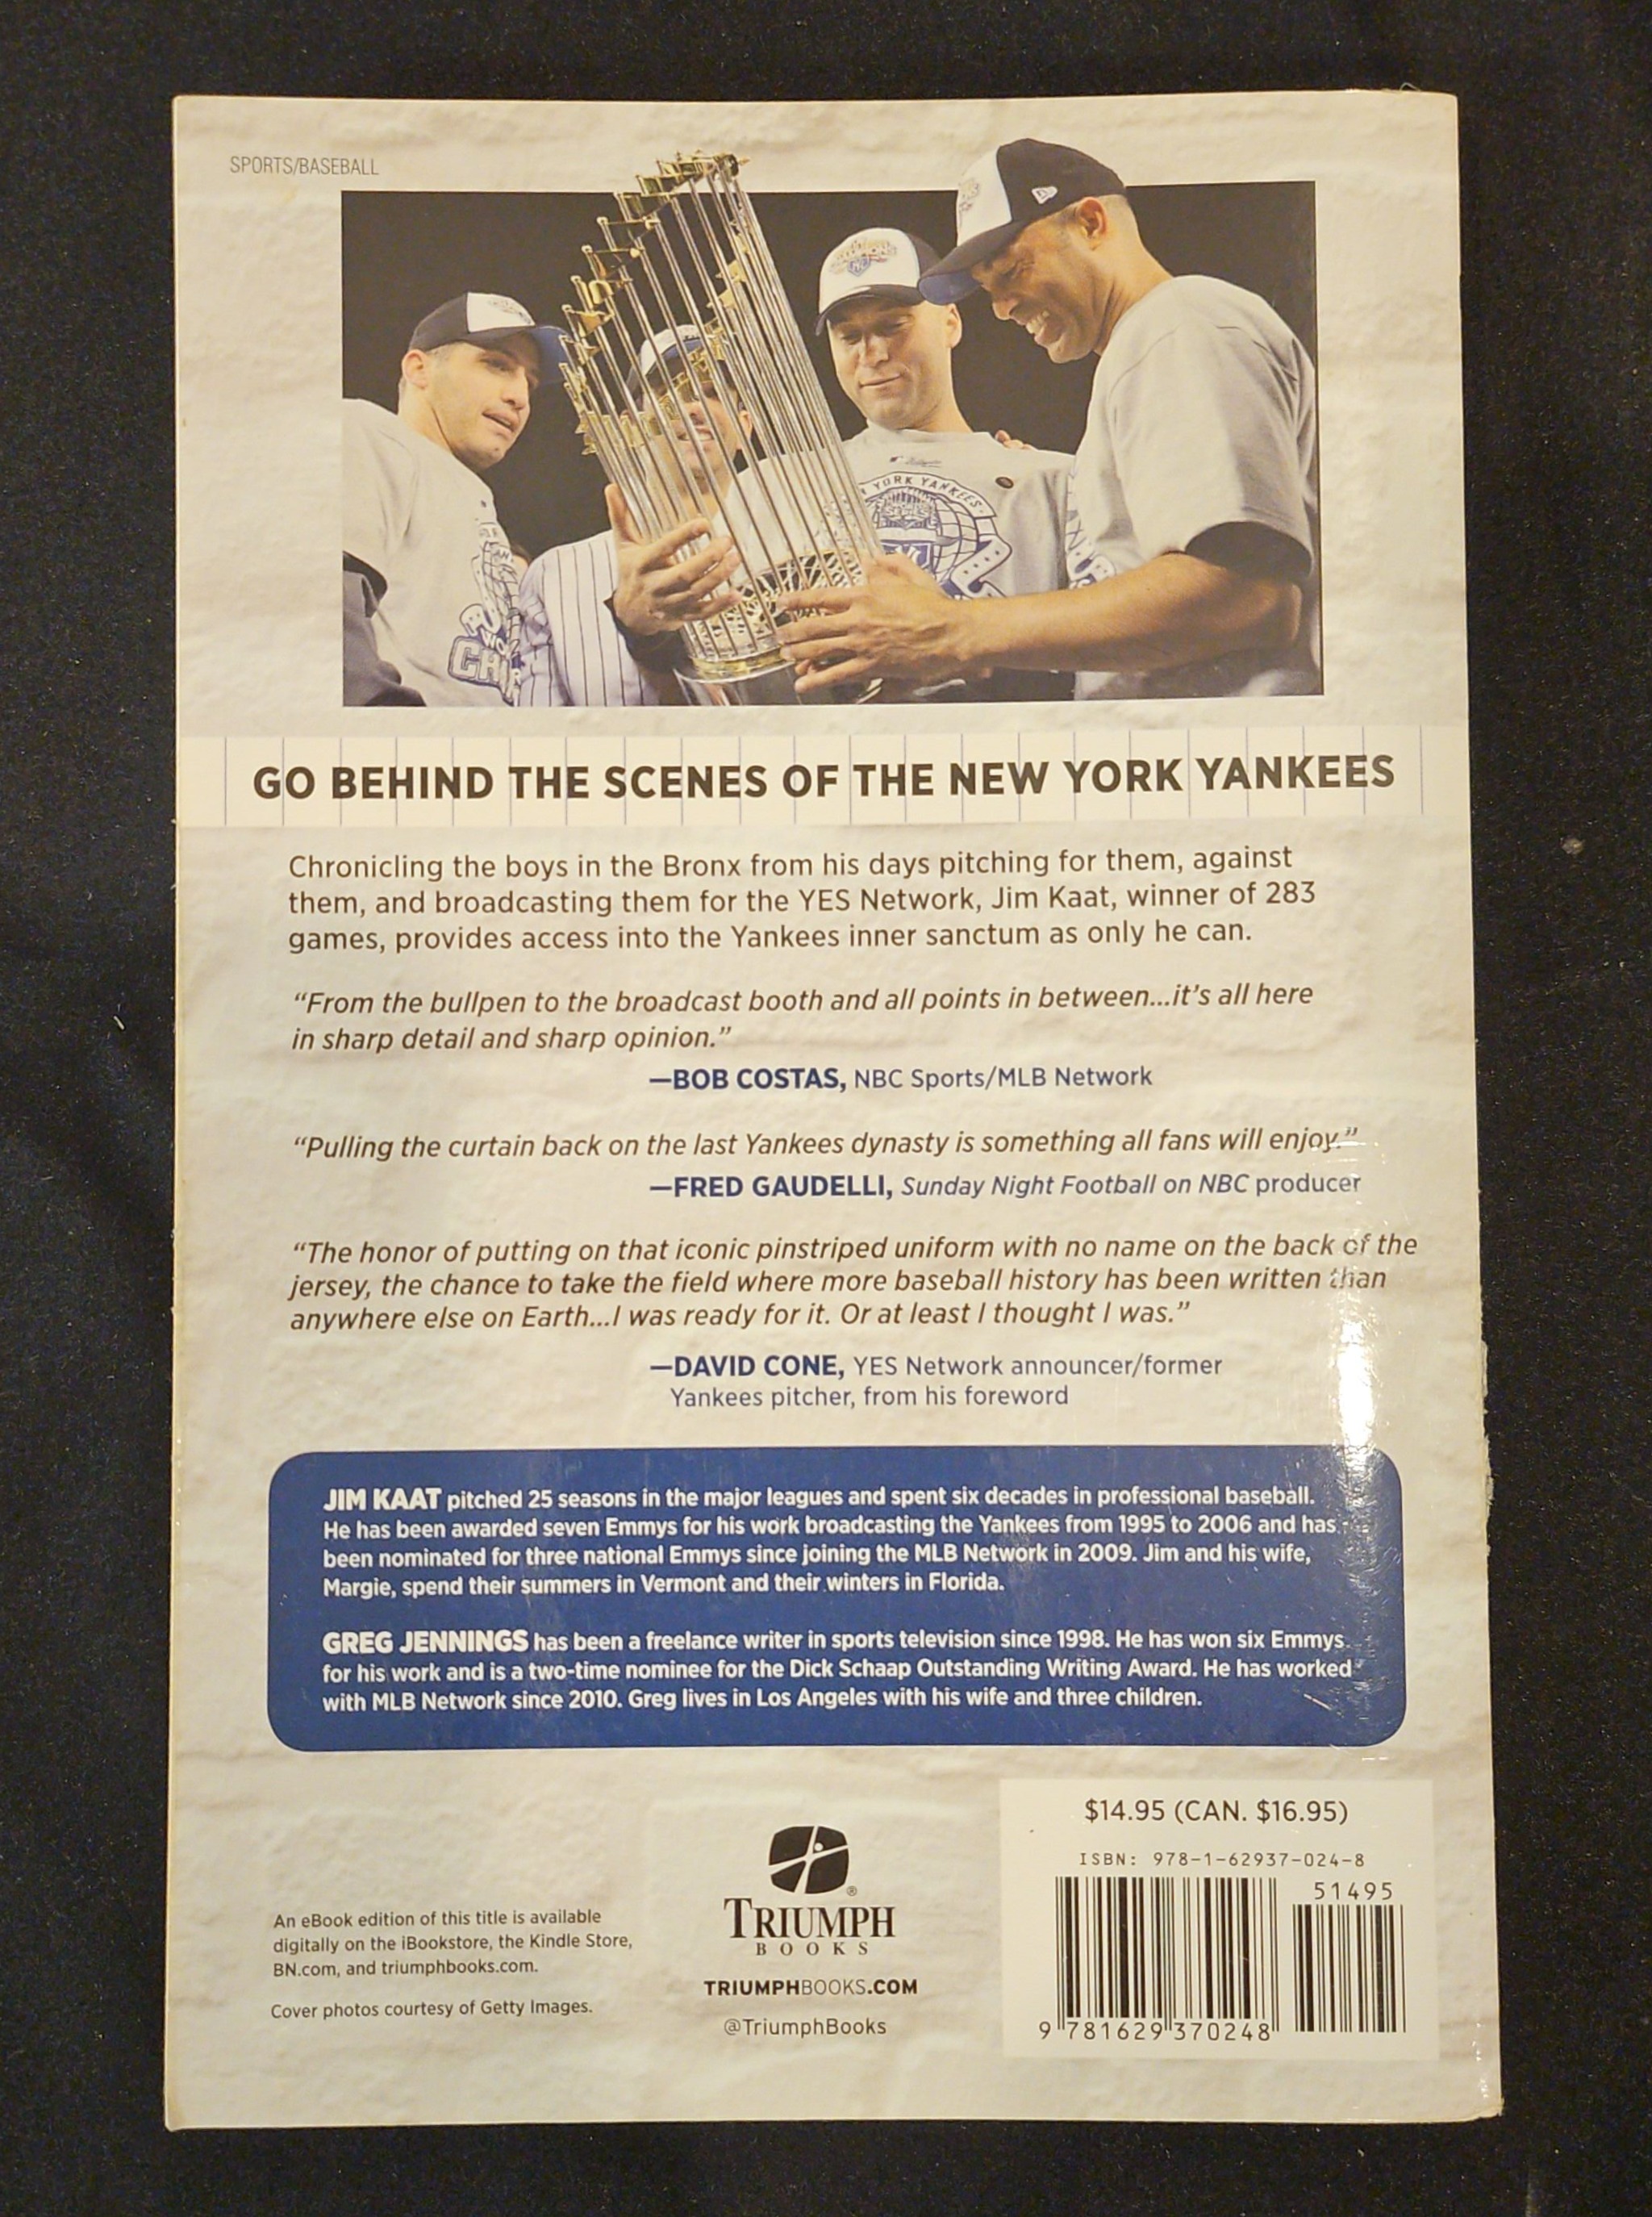 SPORTS/BASEBALL
YORK YANKEES
GO BEHIND THE SCENES OF THE NEW YORK YANKEES
Chronicling the boys in the Bronx from his days pitching for them, against
them, and broadcasting them for the YES Network, Jim Kaat, winner of 283
games, provides access into the Yankees inner sanctum as only he can.
“From the bullpen to the broadcast booth and all points in between...it’s all here
in sharp detail and sharp opinion.”
—BOB COSTAS, NBC Sports/MLB Network
“Pulling the curtain back on the last Yankees dynasty is something all fans will enjoy.”
—FRED GAUDELLI, Sunday Night Football on NBC producer
“The honor of putting on that iconic pinstriped uniform with no name on the back of the
jersey, the chance to take the field where more baseball history has been written than
anywhere else on Earth...I was ready for it. Or at least I thought I was.”
—DAVID CONE, YES Network announcer/former
Yankees pitcher, from his foreword
JIM KAAT pitched 25 seasons in the major leagues and spent six decades in professional baseball.
He has been awarded seven Emmys for his work broadcasting the Yankees from 1995 to 2006 and has
been nominated for three national Emmys since joining the MLB Network in 2009. Jim and his wife,
Margie, spend their summers in Vermont and their winters in Florida.
GREG JENNINGS has been a freelance writer in sports television since 1998. He has won six Emmys
for his work and is a two-time nominee for the Dick Schaap Outstanding Writing Award. He has worked
with MLB Network since 2010. Greg lives in Los Angeles with his wife and three children.
An eBook edition of this title is available
digitally on the iBookstore, the Kindle Store,
BN.com, and triumphbooks.com.
Cover photos courtesy of Getty Images.
®
TRIUMPH
BOOKS
TRIUMPHBOOKS.COM
@TriumphBooks
$14.95 (CAN. $16.95)
ISBN: 978-1-62937-024-8
51495
9 781629 370248